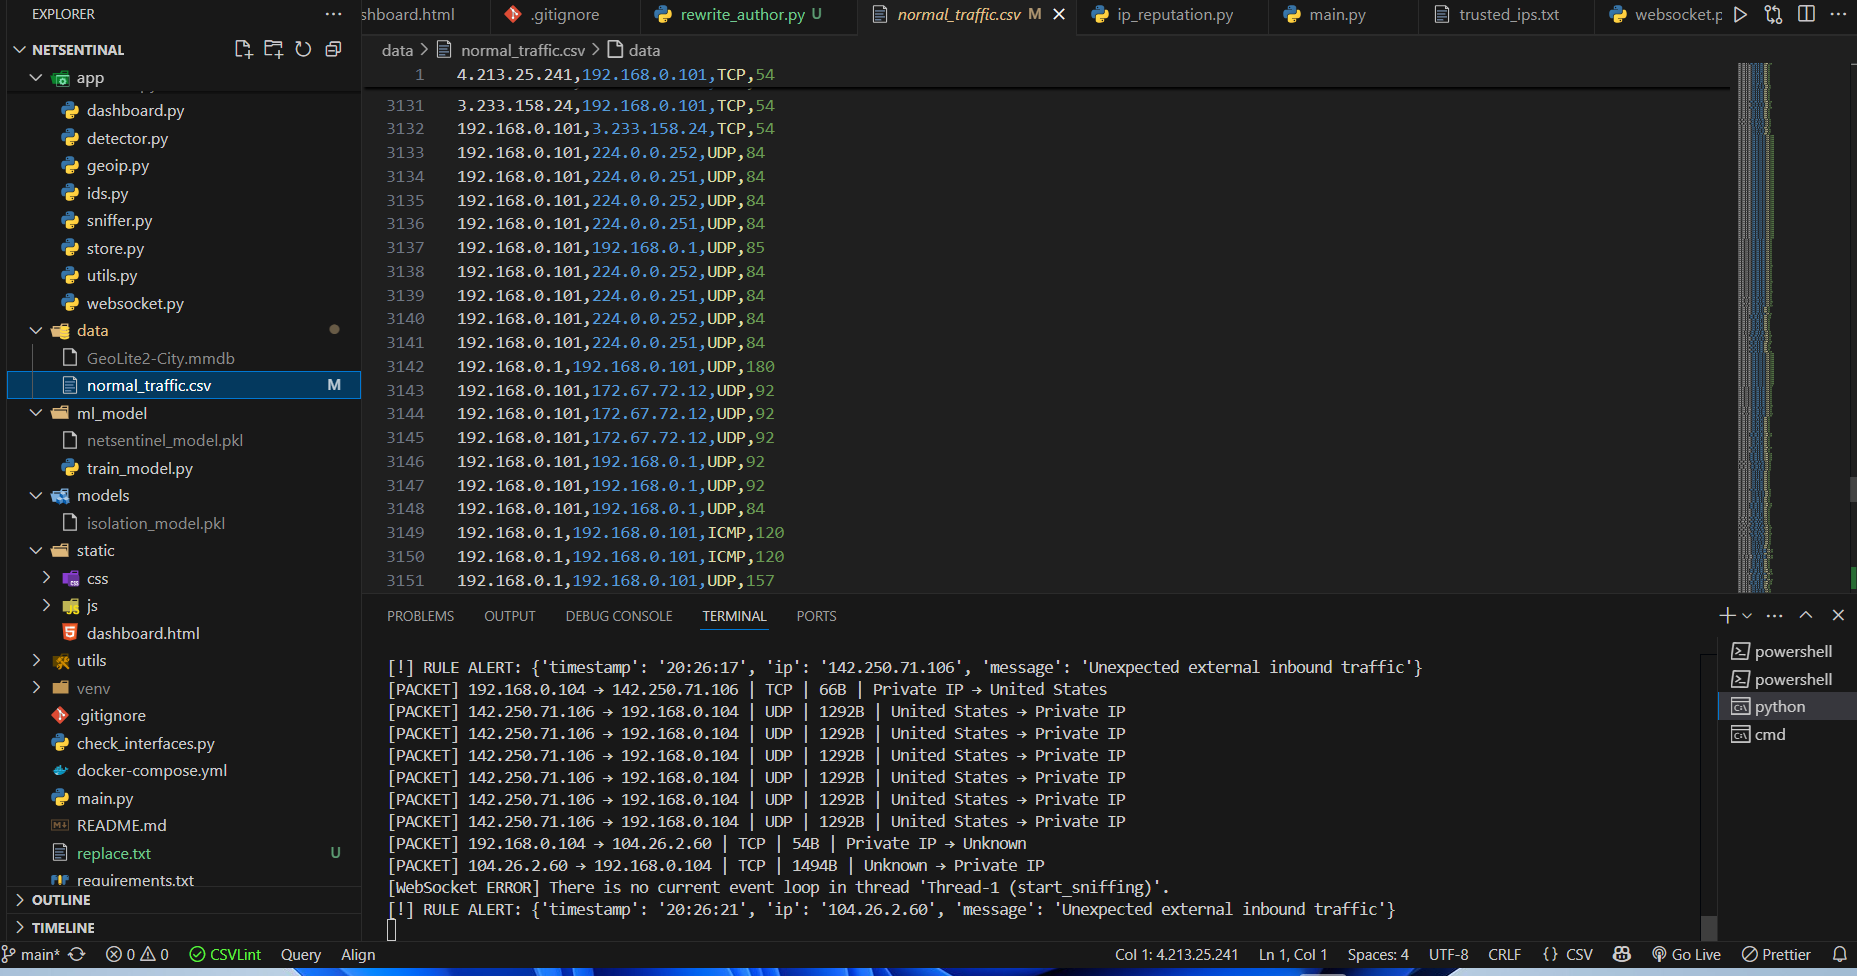 EXPLORER
NETSENTINAL
app
dashboard.py
detector.py
geoip.py
ids.py
sniffer.py
store.py
utils.py
websocket.py
data
GeoLite2-City.mmdb
normal_traffic.csv M
ml_model
netsentinel_model.pkl
train_model.py
models
isolation_model.pkl
static
css
js
dashboard.html
utils
venv
.gitignore
check_interfaces.py
docker-compose.yml
main.py
README.md
replace.txt U
requirements.txt
OUTLINE
TIMELINE
shboard.html .gitignore rewrite_author.py U normal_traffic.csv M ip_reputation.py main.py trusted_ips.txt websocket.p
data > normal_traffic.csv > data
1 4.213.25.241,192.168.0.101,TCP,54
3131 3.233.158.24,192.168.0.101,TCP,54
3132 192.168.0.101,3.233.158.24,TCP,54
3133 192.168.0.101,224.0.0.252,UDP,84
3134 192.168.0.101,224.0.0.251,UDP,84
3135 192.168.0.101,224.0.0.252,UDP,84
3136 192.168.0.101,224.0.0.251,UDP,84
3137 192.168.0.101,192.168.0.1,UDP,85
3138 192.168.0.101,224.0.0.252,UDP,84
3139 192.168.0.101,224.0.0.251,UDP,84
3140 192.168.0.101,224.0.0.252,UDP,84
3141 192.168.0.101,224.0.0.251,UDP,84
3142 192.168.0.1,192.168.0.101,UDP,180
3143 192.168.0.101,172.67.72.12,UDP,92
3144 192.168.0.101,172.67.72.12,UDP,92
3145 192.168.0.101,172.67.72.12,UDP,92
3146 192.168.0.101,192.168.0.1,UDP,92
3147 192.168.0.101,192.168.0.1,UDP,92
3148 192.168.0.101,192.168.0.1,UDP,84
3149 192.168.0.1,192.168.0.101,ICMP,120
3150 192.168.0.1,192.168.0.101,ICMP,120
3151 192.168.0.1,192.168.0.101,UDP,157
PROBLEMS OUTPUT DEBUG CONSOLE TERMINAL PORTS
[!] RULE ALERT: {'timestamp': '20:26:17', 'ip': '142.250.71.106', 'message': 'Unexpected external inbound traffic'}
[PACKET] 192.168.0.104 → 142.250.71.106 | TCP | 66B | Private IP → United States
[PACKET] 142.250.71.106 → 192.168.0.104 | UDP | 1292B | United States → Private IP
[PACKET] 142.250.71.106 → 192.168.0.104 | UDP | 1292B | United States → Private IP
[PACKET] 142.250.71.106 → 192.168.0.104 | UDP | 1292B | United States → Private IP
[PACKET] 142.250.71.106 → 192.168.0.104 | UDP | 1292B | United States → Private IP
[PACKET] 142.250.71.106 → 192.168.0.104 | UDP | 1292B | United States → Private IP
[PACKET] 142.250.71.106 → 192.168.0.104 | UDP | 1292B | United States → Private IP
[PACKET] 192.168.0.104 → 104.26.2.60 | TCP | 54B | Private IP → Unknown
[PACKET] 104.26.2.60 → 192.168.0.104 | TCP | 1494B | Unknown → Private IP
[WebSocket ERROR] There is no current event loop in thread 'Thread-1 (start_sniffing)'.
[!] RULE ALERT: {'timestamp': '20:26:21', 'ip': '104.26.2.60', 'message': 'Unexpected external inbound traffic'}
powershell
powershell
python
cmd
main* 0 0 CSVLint Query Align Col 1: 4.213.25.241 Ln 1, Col 1 Spaces: 4 UTF-8 CRLF {} CSV Go Live Prettier